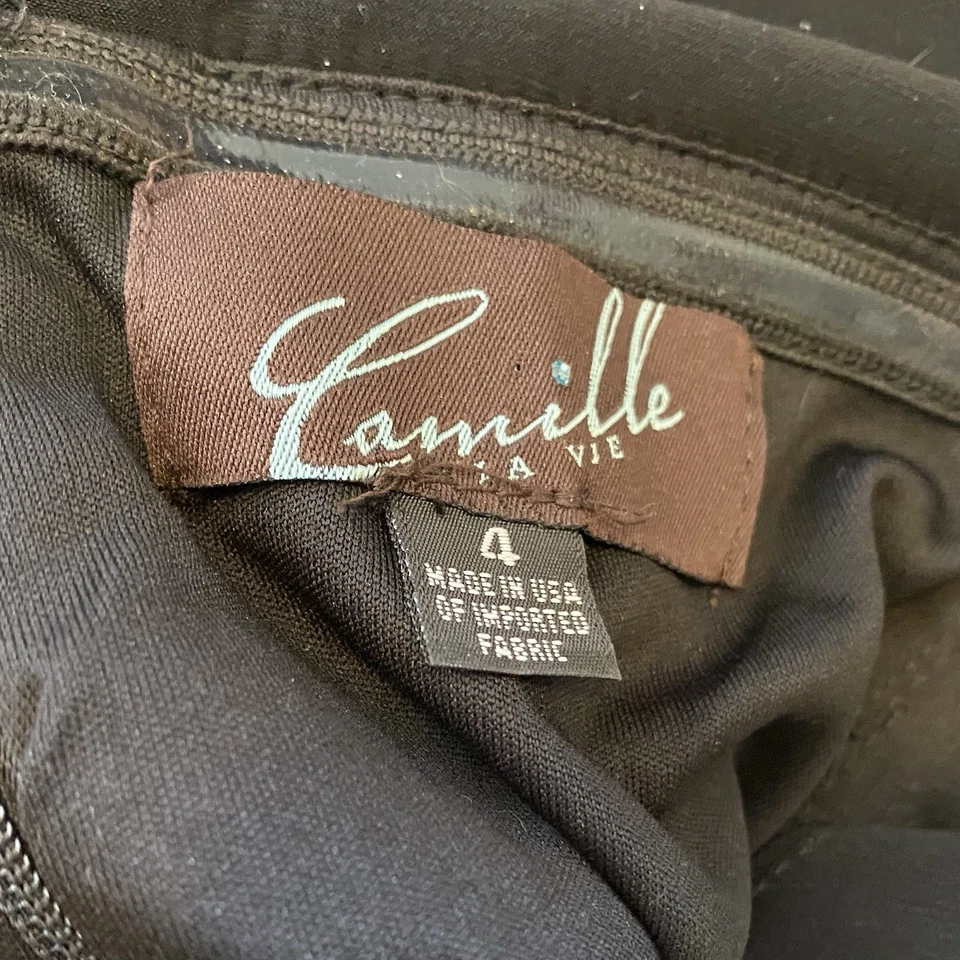 Camille
LA VIE
4
MADE IN USA
OF IMPORTED
FABRIC